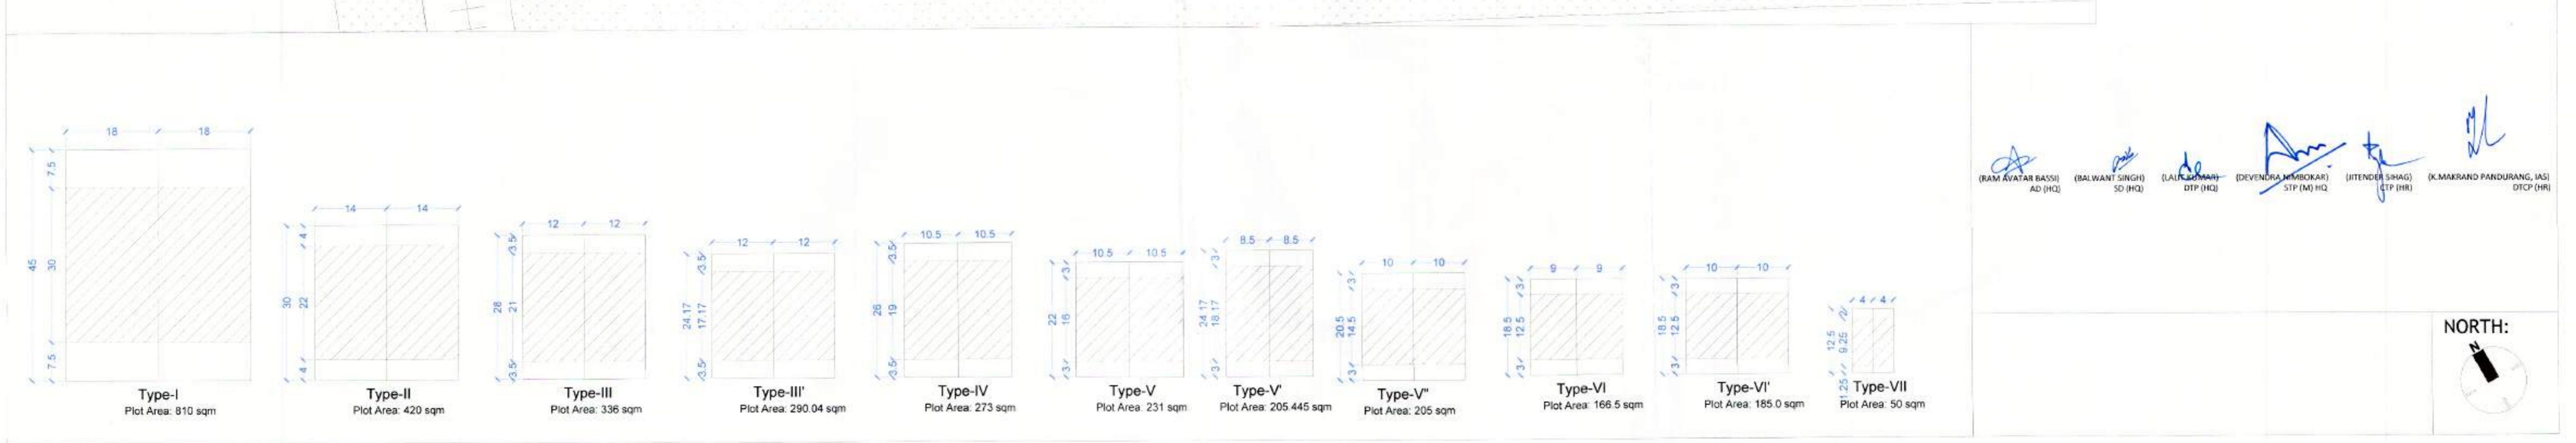 18 18
7.5
45 30
7.5
Type-I
Plot Area: 810 sqm
14 14
4
30 22
4
Type-II
Plot Area: 420 sqm
12 12
3.5
28 21
3.5
Type-III
Plot Area: 336 sqm
12 12
3.5
24.17 17.17
3.5
Type-III'
Plot Area: 290.04 sqm
10.5 10.5
3.5
26 19
3.5
Type-IV
Plot Area: 273 sqm
10.5 10.5
3
22 16
3
Type-V
Plot Area: 231 sqm
8.5 8.5
3
24.17 18.17
3
Type-V'
Plot Area: 205.445 sqm
10 10
3
20.5 14.5
3
Type-V"
Plot Area: 205 sqm
9 9
3
18.5 12.5
3
Type-VI
Plot Area: 166.5 sqm
10 10
3
18.5 12.5
3
Type-VI'
Plot Area: 185.0 sqm
4 4
2
12.5 9.25
1.25
Type-VII
Plot Area: 50 sqm
(RAM AVATAR BASSI)
AD (HQ)
(BALWANT SINGH)
SD (HQ)
(LALIT KUMAR)
DTP (HQ)
(DEVENDRA NIMBOKAR)
STP (M) HQ
(JITENDER SIHAG)
CTP (HR)
(K.MAKRAND PANDURANG, IAS)
DTCP (HR)
NORTH:
N